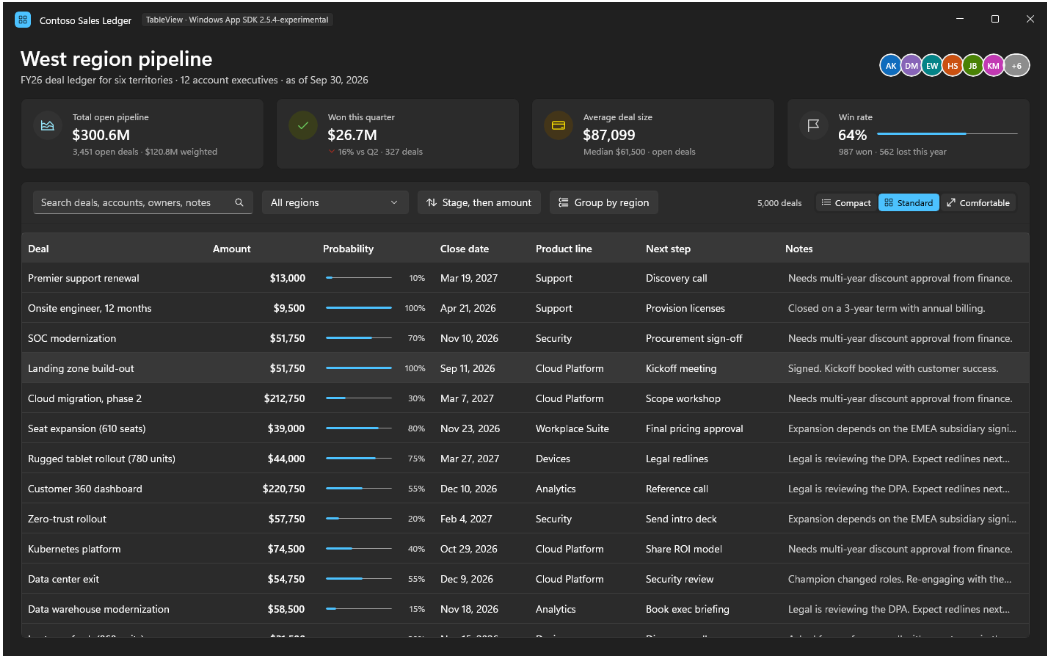 Contoso Sales Ledger TableView · Windows App SDK 2.5.4-experimental
West region pipeline
FY26 deal ledger for six territories · 12 account executives · as of Sep 30, 2026
AK DM EW HS JB KM +6
Total open pipeline
$300.6M
3,451 open deals · $120.8M weighted
Won this quarter
$26.7M
16% vs Q2 · 327 deals
Average deal size
$87,099
Median $61,500 · open deals
Win rate
64%
987 won · 562 lost this year
Search deals, accounts, owners, notes All regions Stage, then amount Group by region 5,000 deals Compact Standard Comfortable
Deal Amount Probability Close date Product line Next step Notes
Premier support renewal $13,000 10% Mar 19, 2027 Support Discovery call Needs multi-year discount approval from finance.
Onsite engineer, 12 months $9,500 100% Apr 21, 2026 Support Provision licenses Closed on a 3-year term with annual billing.
SOC modernization $51,750 70% Nov 10, 2026 Security Procurement sign-off Needs multi-year discount approval from finance.
Landing zone build-out $51,750 100% Sep 11, 2026 Cloud Platform Kickoff meeting Signed. Kickoff booked with customer success.
Cloud migration, phase 2 $212,750 30% Mar 7, 2027 Cloud Platform Scope workshop Needs multi-year discount approval from finance.
Seat expansion (610 seats) $39,000 80% Nov 23, 2026 Workplace Suite Final pricing approval Expansion depends on the EMEA subsidiary signi...
Rugged tablet rollout (780 units) $44,000 75% Mar 27, 2027 Devices Legal redlines Legal is reviewing the DPA. Expect redlines next...
Customer 360 dashboard $220,750 55% Dec 10, 2026 Analytics Reference call Legal is reviewing the DPA. Expect redlines next...
Zero-trust rollout $57,750 20% Feb 4, 2027 Security Send intro deck Expansion depends on the EMEA subsidiary signi...
Kubernetes platform $74,500 40% Oct 29, 2026 Cloud Platform Share ROI model Needs multi-year discount approval from finance.
Data center exit $54,750 55% Dec 9, 2026 Cloud Platform Security review Champion changed roles. Re-engaging with the...
Data warehouse modernization $58,500 15% Nov 18, 2026 Analytics Book exec briefing Legal is reviewing the DPA. Expect redlines next...